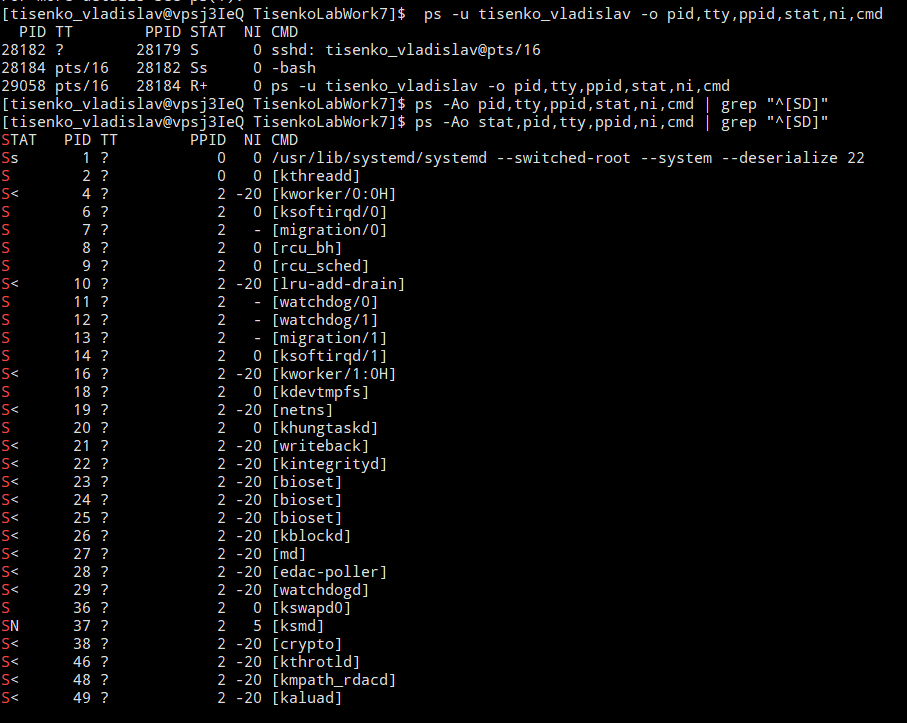 [tisenko_vladislav@vpsj3IeQ TisenkoLabWork7]$  ps -u tisenko_vladislav -o pid,tty,ppid,stat,ni,cmd
  PID TT        PPID STAT  NI CMD
28182 ?        28179 S      0 sshd: tisenko_vladislav@pts/16
28184 pts/16   28182 Ss     0 -bash
29058 pts/16   28184 R+     0 ps -u tisenko_vladislav -o pid,tty,ppid,stat,ni,cmd
[tisenko_vladislav@vpsj3IeQ TisenkoLabWork7]$ ps -Ao pid,tty,ppid,stat,ni,cmd | grep "^[SD]"
[tisenko_vladislav@vpsj3IeQ TisenkoLabWork7]$ ps -Ao stat,pid,tty,ppid,ni,cmd | grep "^[SD]"
STAT   PID TT        PPID  NI CMD
Ss       1 ?            0   0 /usr/lib/systemd/systemd --switched-root --system --deserialize 22
S        2 ?            0   0 [kthreadd]
S<       4 ?            2 -20 [kworker/0:0H]
S        6 ?            2   0 [ksoftirqd/0]
S        7 ?            2   - [migration/0]
S        8 ?            2   0 [rcu_bh]
S        9 ?            2   0 [rcu_sched]
S<      10 ?            2 -20 [lru-add-drain]
S       11 ?            2   - [watchdog/0]
S       12 ?            2   - [watchdog/1]
S       13 ?            2   - [migration/1]
S       14 ?            2   0 [ksoftirqd/1]
S<      16 ?            2 -20 [kworker/1:0H]
S       18 ?            2   0 [kdevtmpfs]
S<      19 ?            2 -20 [netns]
S       20 ?            2   0 [khungtaskd]
S<      21 ?            2 -20 [writeback]
S<      22 ?            2 -20 [kintegrityd]
S<      23 ?            2 -20 [bioset]
S<      24 ?            2 -20 [bioset]
S<      25 ?            2 -20 [bioset]
S<      26 ?            2 -20 [kblockd]
S<      27 ?            2 -20 [md]
S<      28 ?            2 -20 [edac-poller]
S<      29 ?            2 -20 [watchdogd]
S       36 ?            2   0 [kswapd0]
SN      37 ?            2   5 [ksmd]
S<      38 ?            2 -20 [crypto]
S<      46 ?            2 -20 [kthrotld]
S<      48 ?            2 -20 [kmpath_rdacd]
S<      49 ?            2 -20 [kaluad]